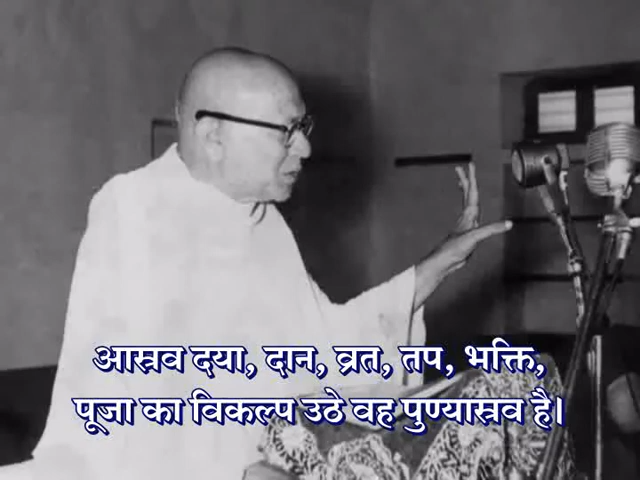 आस्रव दया, दान, व्रत, तप, भक्ति,
पूजा का विकल्प उठे वह पुण्यास्रव है।